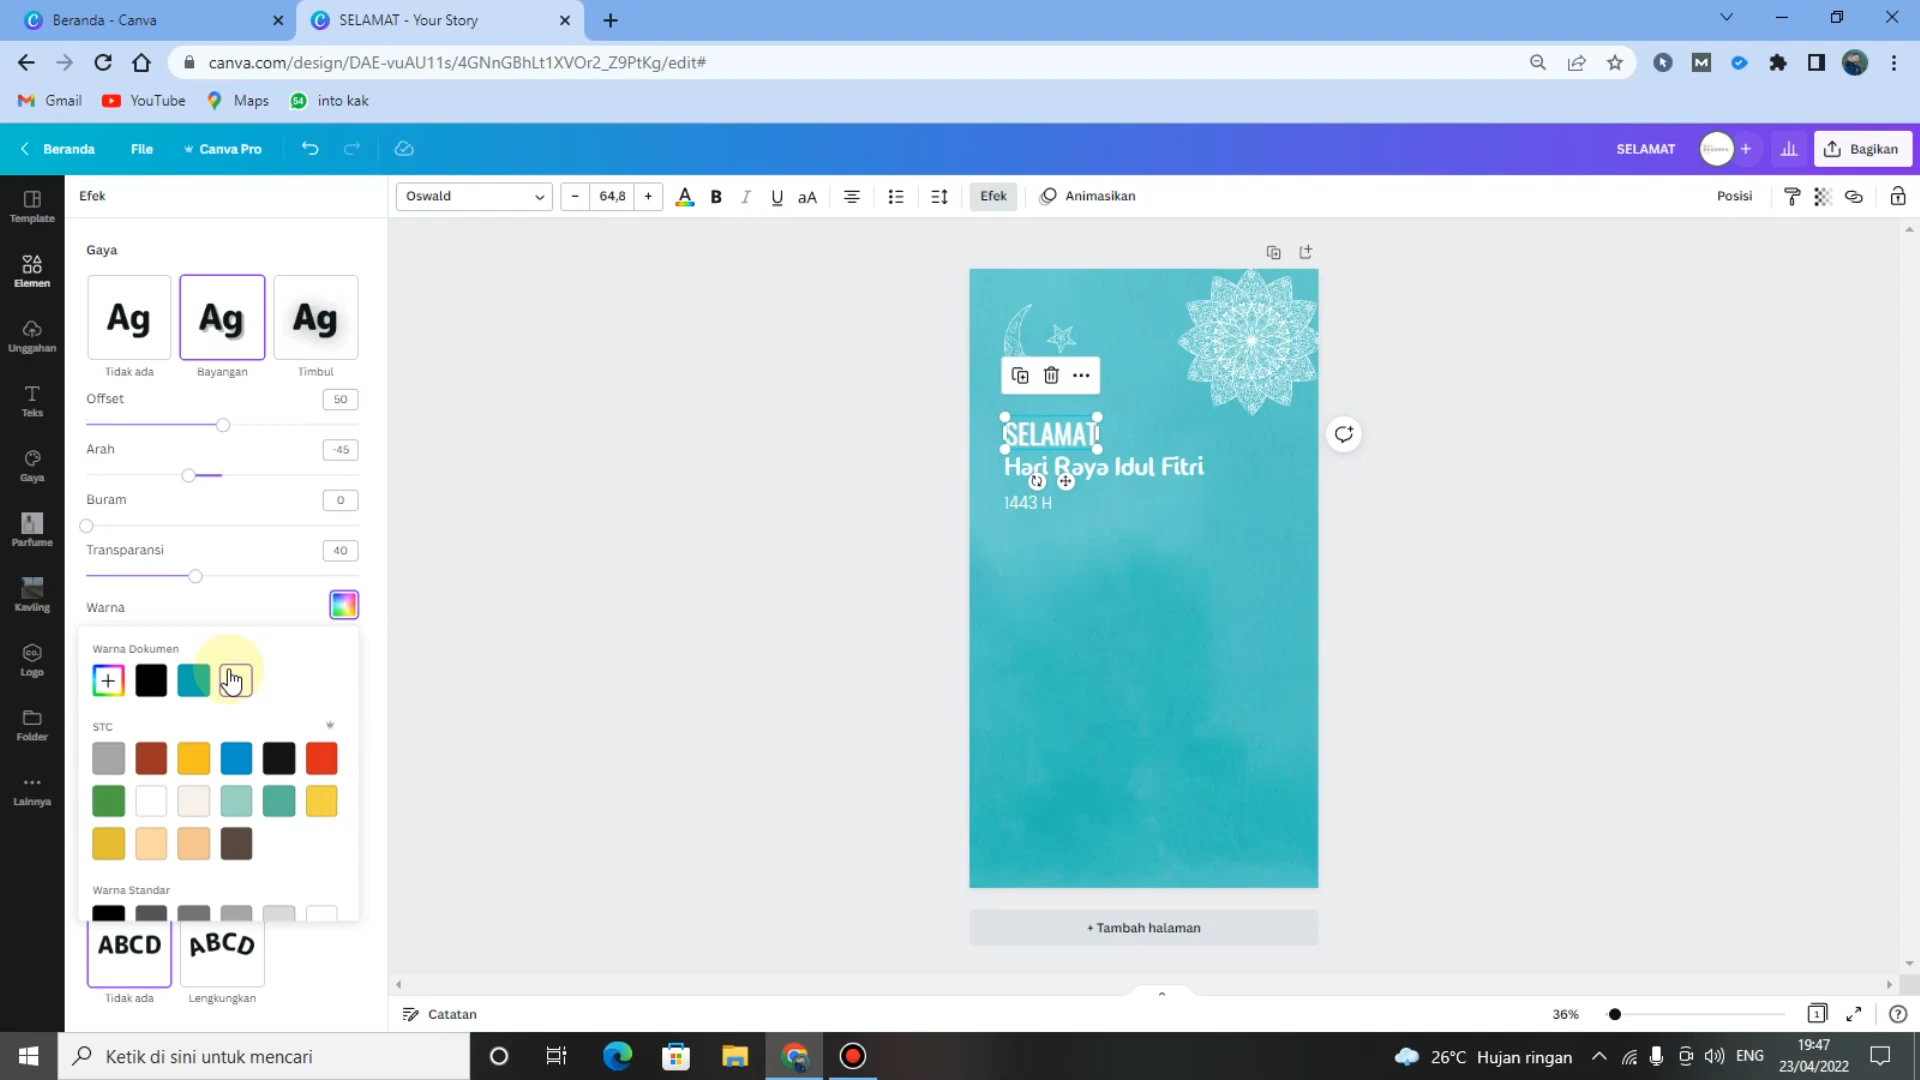 Beranda - Canva
SELAMAT - Your Story
canva.com/design/DAE-vuAU11s/4GNnGBhLt1XVOr2_Z9PtKg/edit#
M
Gmail
YouTube
Maps
54
into kak
Beranda
File
Canva Pro
SELAMAT
Bagikan
Efek
Oswald
- 64,8 +
A B I U aA
Efek
Animasikan
Posisi
Template
Elemen
Unggahan
Teks
Gaya
Parfume
Kavling
co.
Logo
Folder
Lainnya
Gaya
Ag Ag Ag
Tidak ada
Bayangan
Timbul
Offset 50
Arah -45
Buram 0
Transparansi 40
Warna
Warna Dokumen
STC
Warna Standar
ABCD ABCD
Tidak ada
Lengkungkan
SELAMAT
Hari Raya Idul Fitri
1443 H
+ Tambah halaman
Catatan
36%
1
Ketik di sini untuk mencari
26°C Hujan ringan
ENG
19:47
23/04/2022